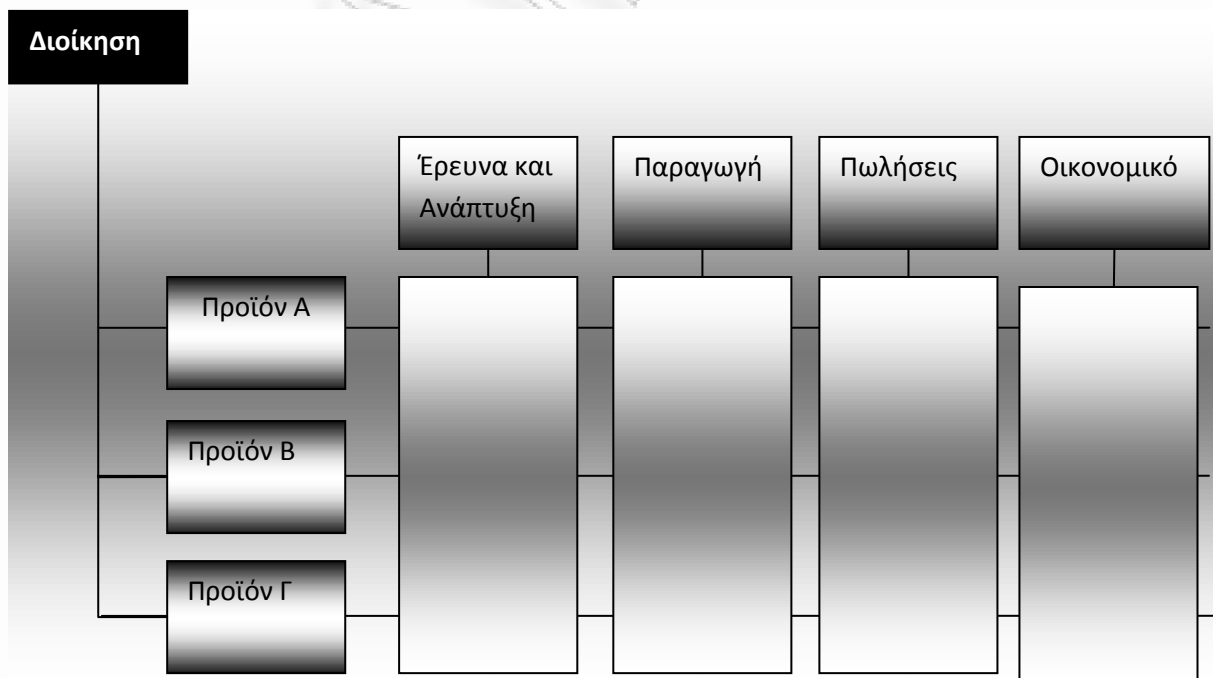 Διοίκηση
Έρευνα και
Ανάπτυξη
Παραγωγή
Πωλήσεις
Οικονομικό
Προϊόν Α
Προϊόν Β
Προϊόν Γ